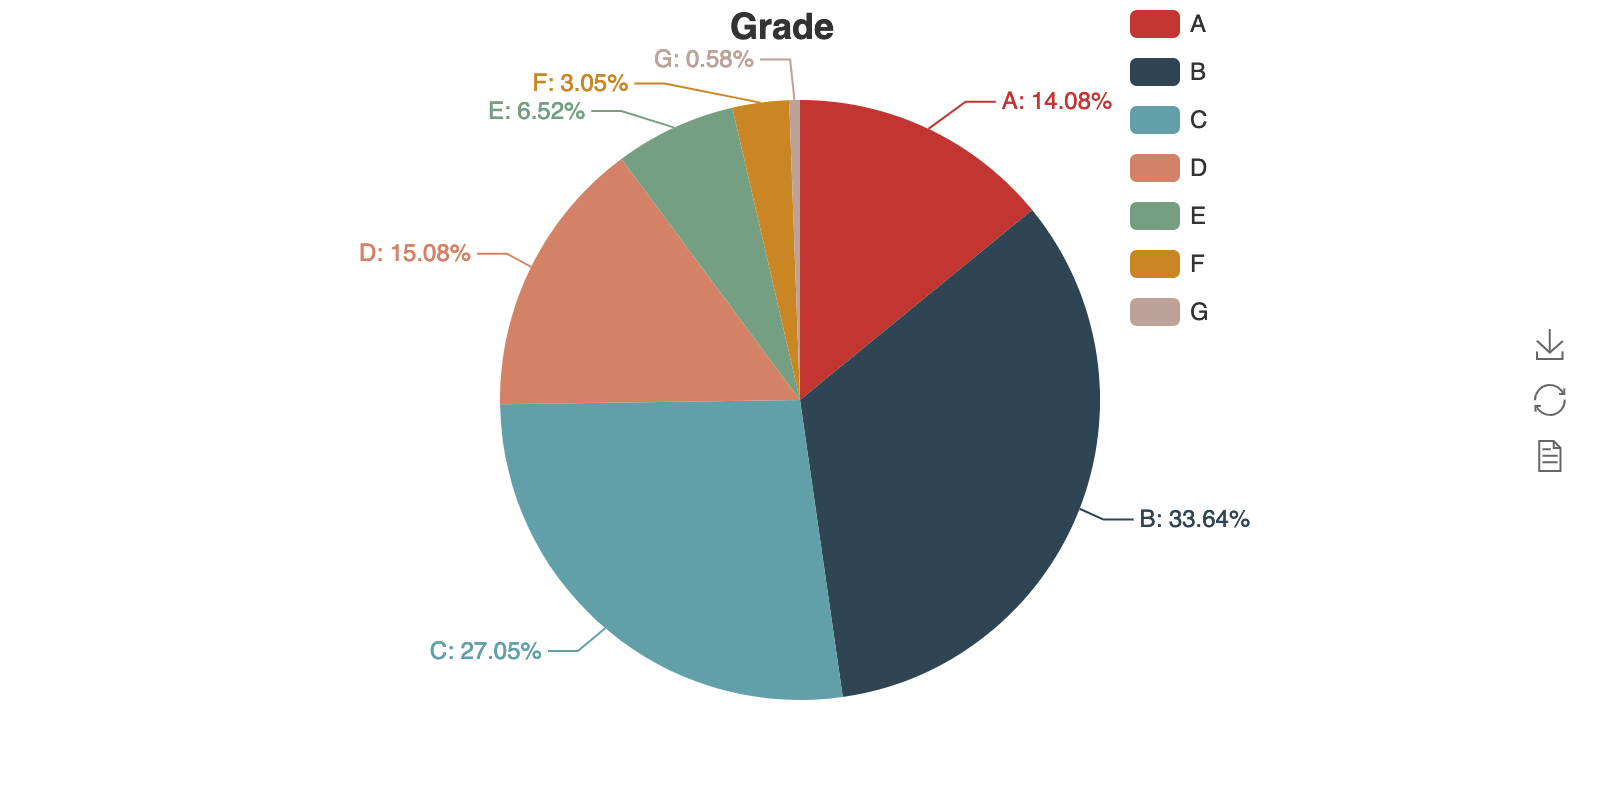 Grade
G: 0.58%
F: 3.05%
E: 6.52%
A: 14.08%
D: 15.08%
B: 33.64%
C: 27.05%
A
B
C
D
E
F
G